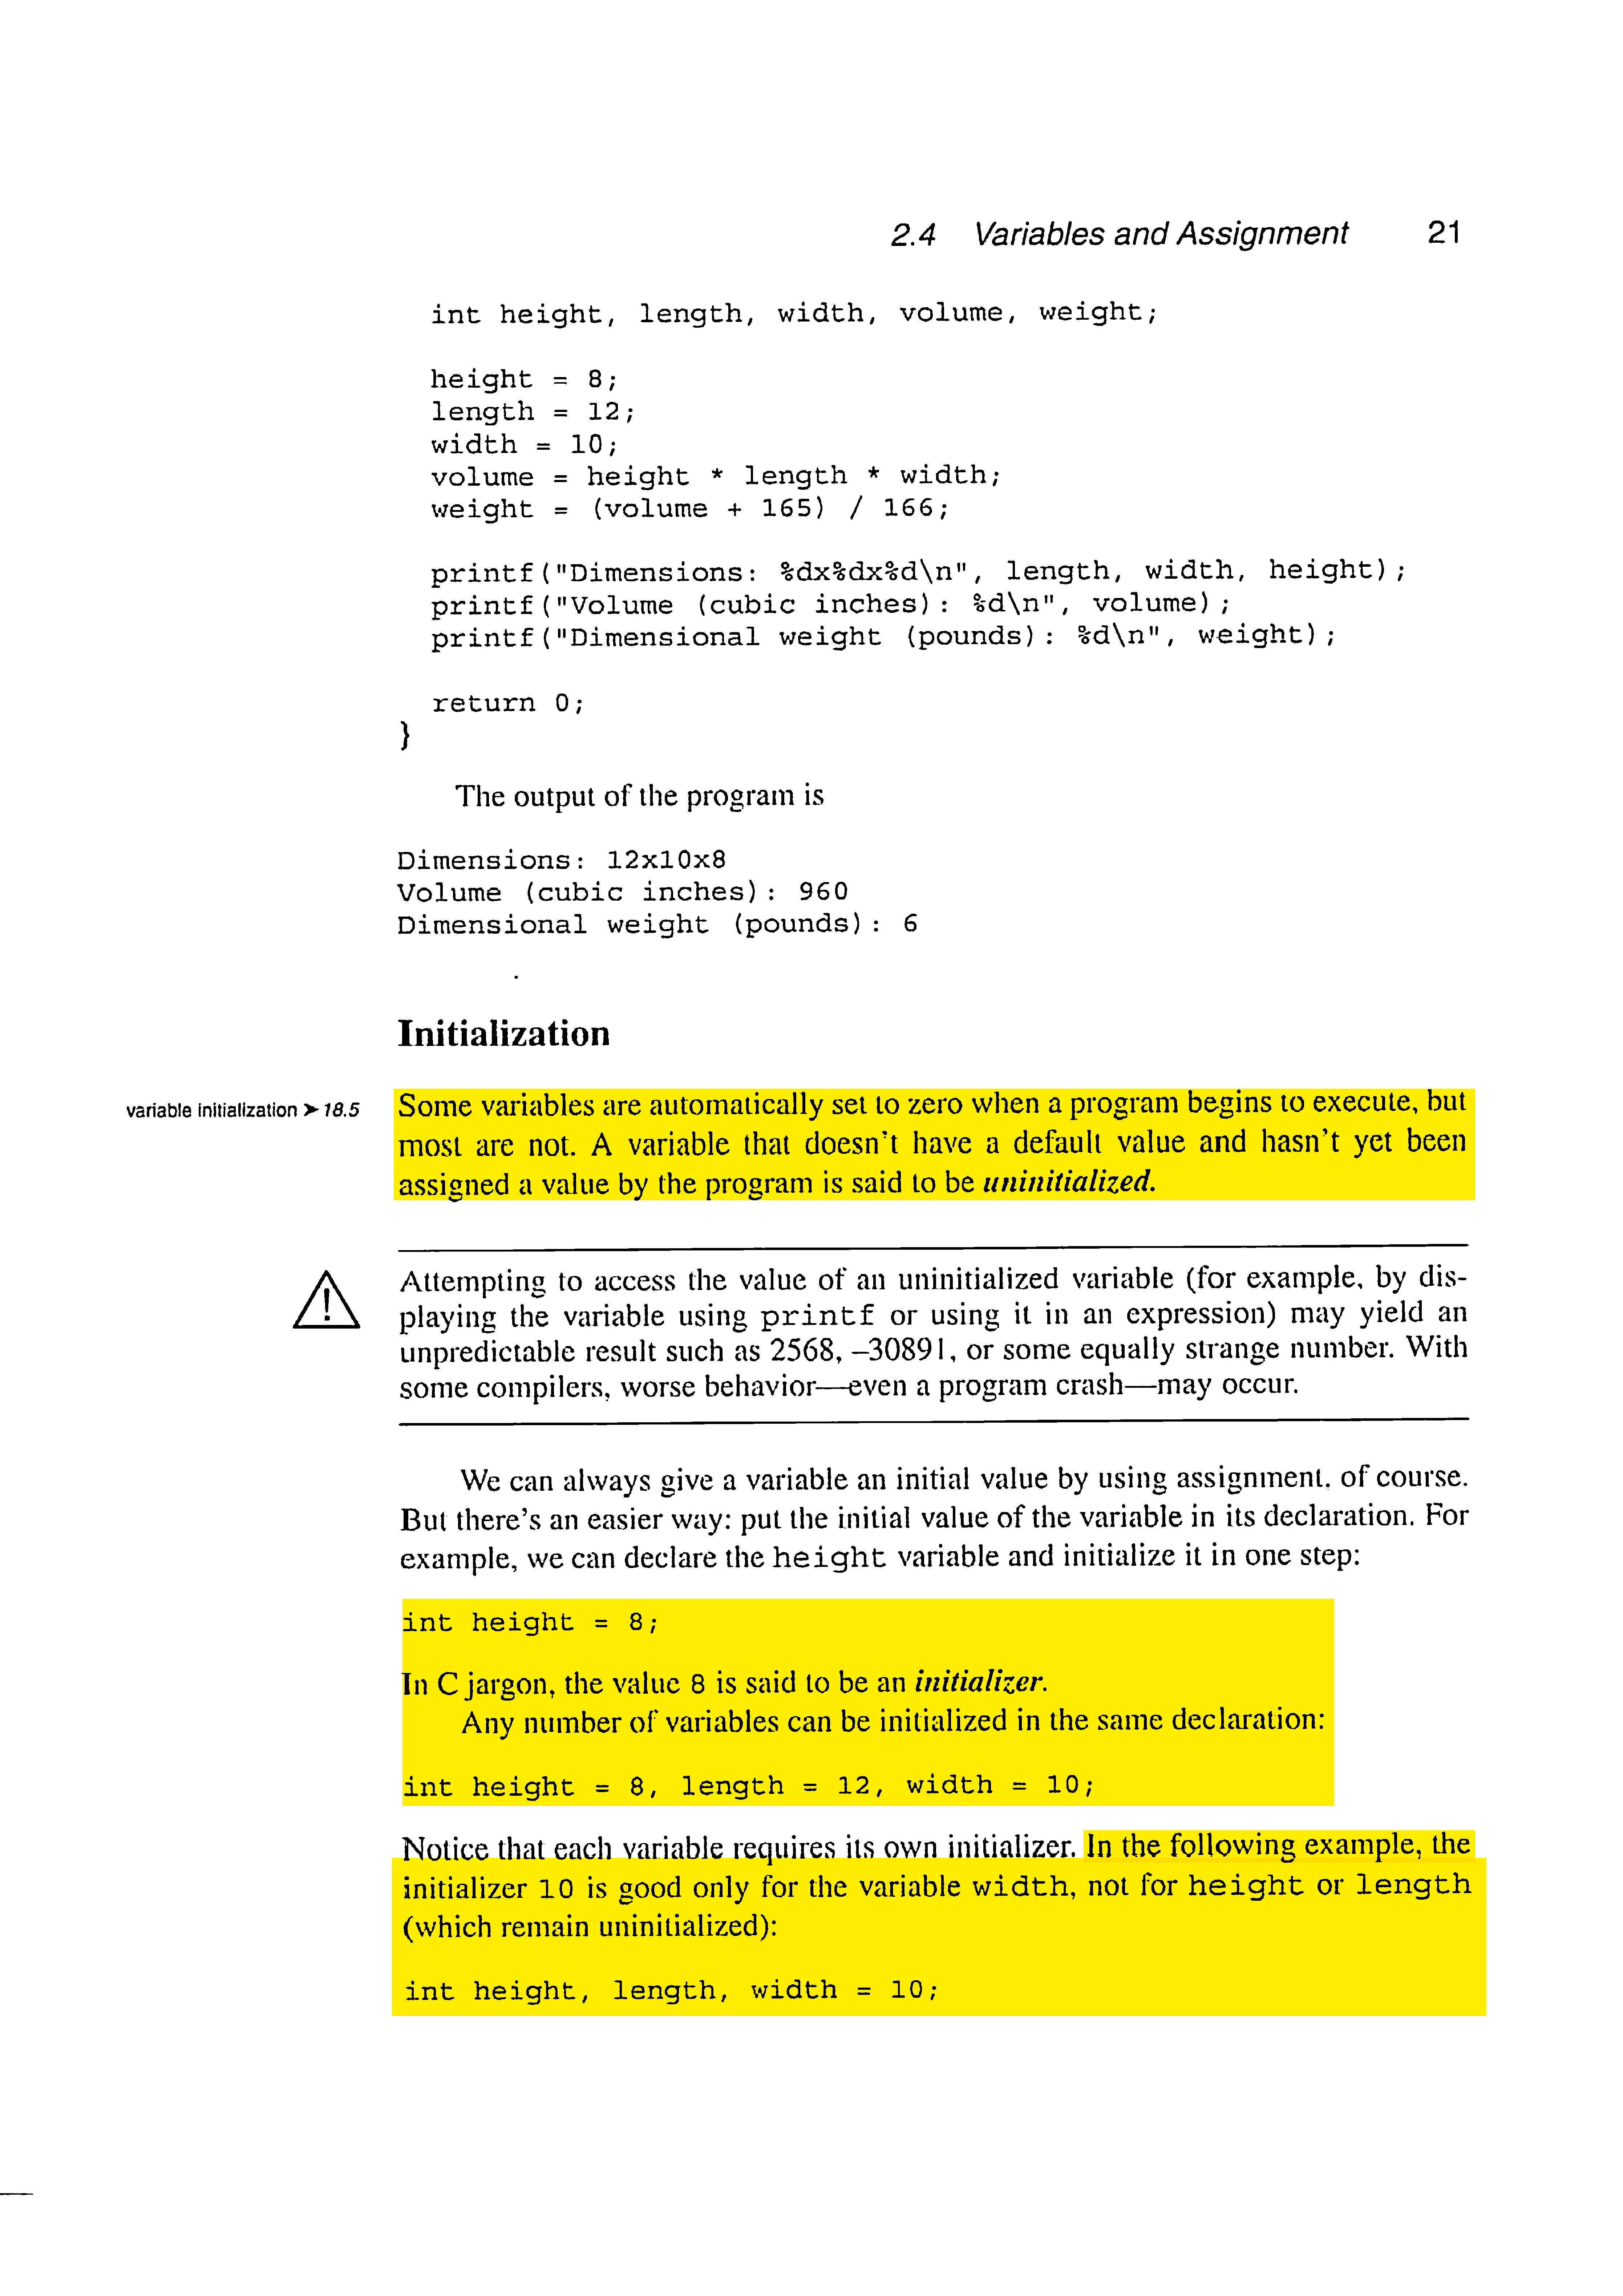 2.4 Variables and Assignment 21
int height, length, width, volume, weight;
height = 8;
length = 12;
width = 10;
volume = height * length * width;
weight = (volume + 165) / 166;
printf("Dimensions: %dx%dx%d\n", length, width, height);
printf("Volume (cubic inches): %d\n", volume);
printf("Dimensional weight (pounds): %d\n", weight);
return 0;
}
The output of the program is
Dimensions: 12x10x8
Volume (cubic inches): 960
Dimensional weight (pounds): 6
Initialization
variable initialization ➤ 18.5
Some variables are automatically set to zero when a program begins to execute, but
most are not. A variable that doesn't have a default value and hasn't yet been
assigned a value by the program is said to be uninitialized.
Attempting to access the value of an uninitialized variable (for example, by dis-
playing the variable using printf or using it in an expression) may yield an
unpredictable result such as 2568, –30891, or some equally strange number. With
some compilers, worse behavior—even a program crash—may occur.
We can always give a variable an initial value by using assignment. of course.
But there's an easier way: put the initial value of the variable in its declaration. For
example, we can declare the height variable and initialize it in one step:
int height = 8;
In C jargon, the value 8 is said to be an initializer.
Any number of variables can be initialized in the same declaration:
int height = 8, length = 12, width = 10;
Notice that each variable requires its own initializer. In the following example, the
initializer 10 is good only for the variable width, not for height or length
(which remain uninitialized):
int height, length, width = 10;